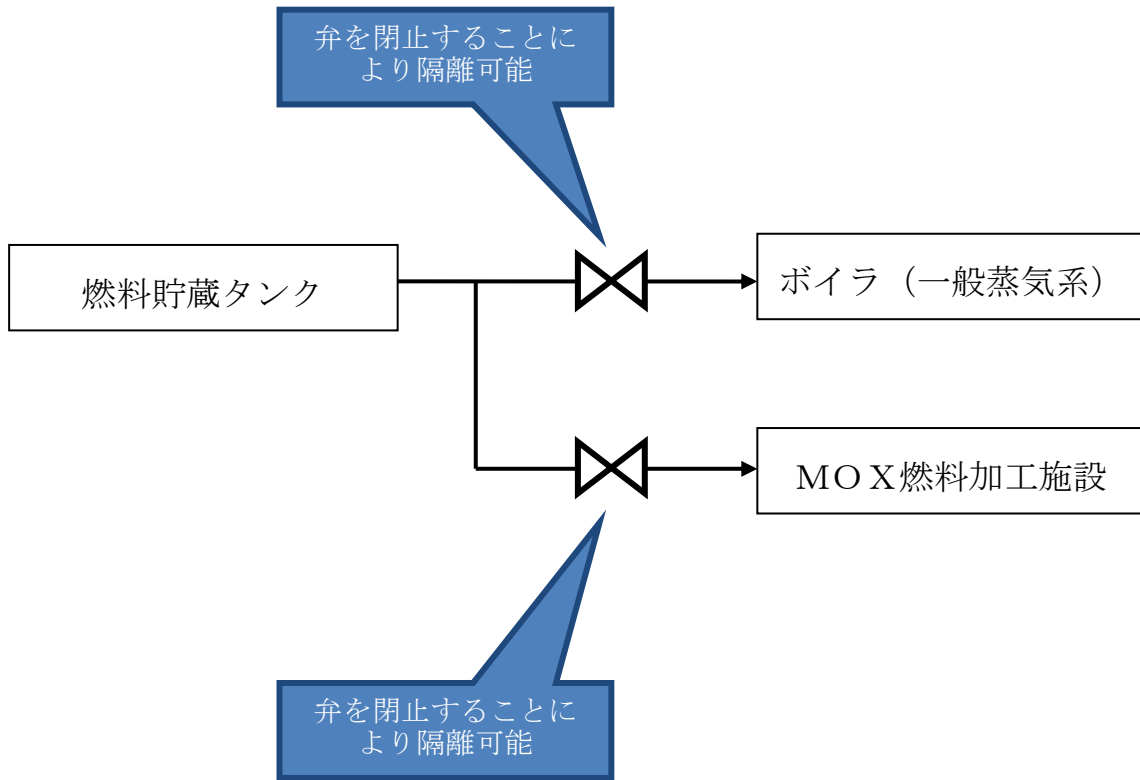 弁を閉止することに
より隔離可能
燃料貯蔵タンク
ボイラ（一般蒸気系）
ＭＯＸ燃料加工施設
弁を閉止することに
より隔離可能